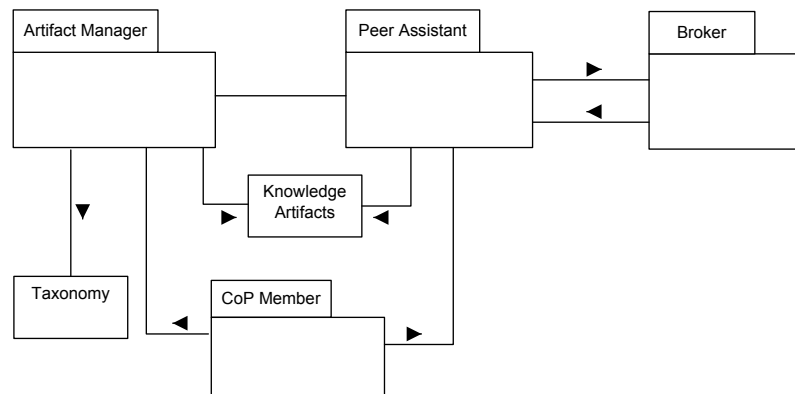 Artifact Manager
Peer Assistant
Broker
Knowledge
Artifacts
Taxonomy
CoP Member